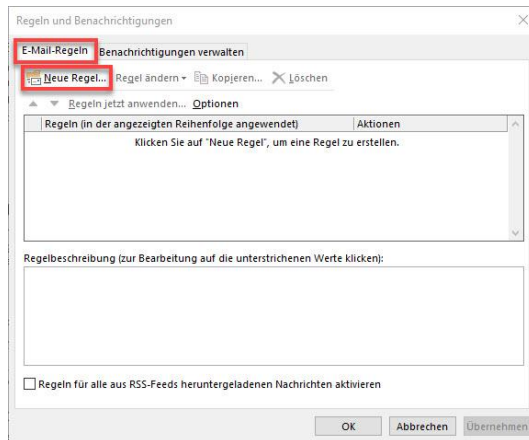 Regeln und Benachrichtigungen
E-Mail-Regeln Benachrichtigungen verwalten
Neue Regel... Regel ändern Kopieren... Löschen
Regeln jetzt anwenden... Optionen
Regeln (in der angezeigten Reihenfolge angewendet) Aktionen
Klicken Sie auf "Neue Regel", um eine Regel zu erstellen.
Regelbeschreibung (zur Bearbeitung auf die unterstrichenen Werte klicken):
Regeln für alle aus RSS-Feeds heruntergeladenen Nachrichten aktivieren
OK Abbrechen Übernehmen